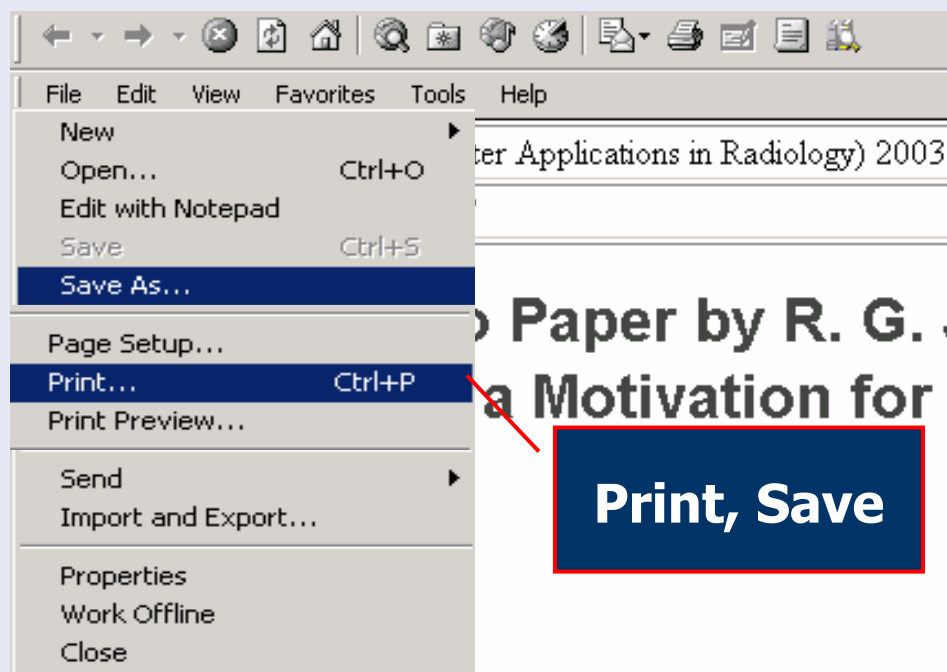 File Edit View Favorites Tools Help
New
ter Applications in Radiology) 2003
Open... Ctrl+O
Edit with Notepad
Save Ctrl+S
Save As...
Paper by R. G.
Page Setup...
Print... Ctrl+P
a Motivation for
Print Preview...
Send
Print, Save
Import and Export...
Properties
Work Offline
Close